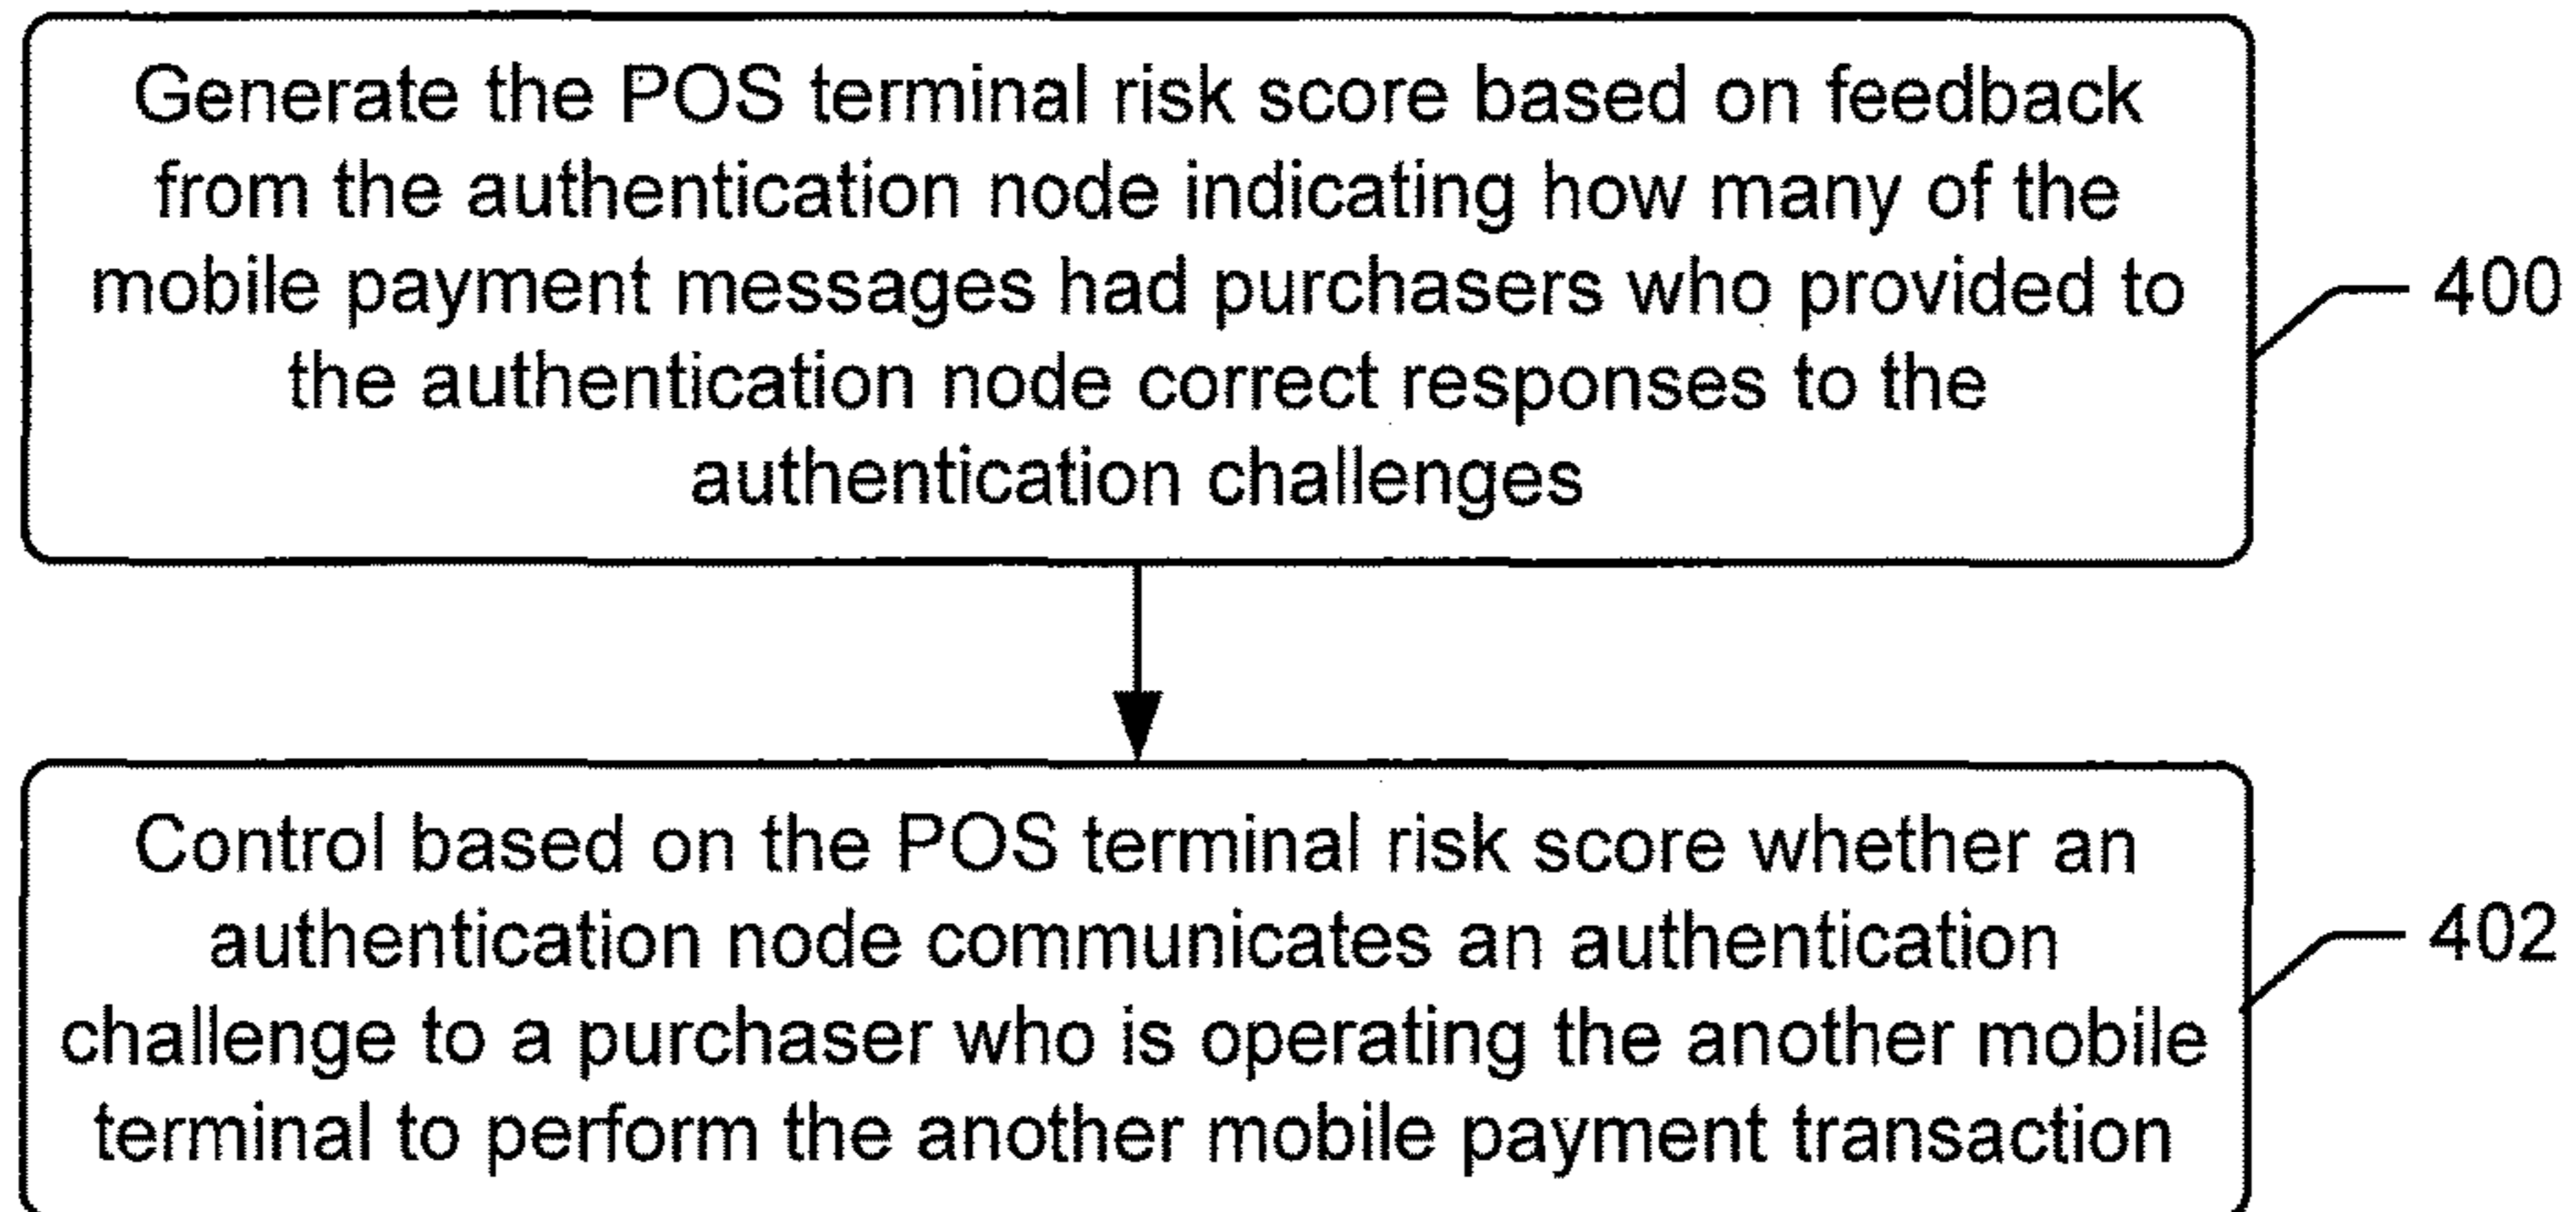 Generate the POS terminal risk score based on feedback
from the authentication node indicating how many of the
mobile payment messages had purchasers who provided to
the authentication node correct responses to the
authentication challenges
400
Control based on the POS terminal risk score whether an
authentication node communicates an authentication
challenge to a purchaser who is operating the another mobile
terminal to perform the another mobile payment transaction
402